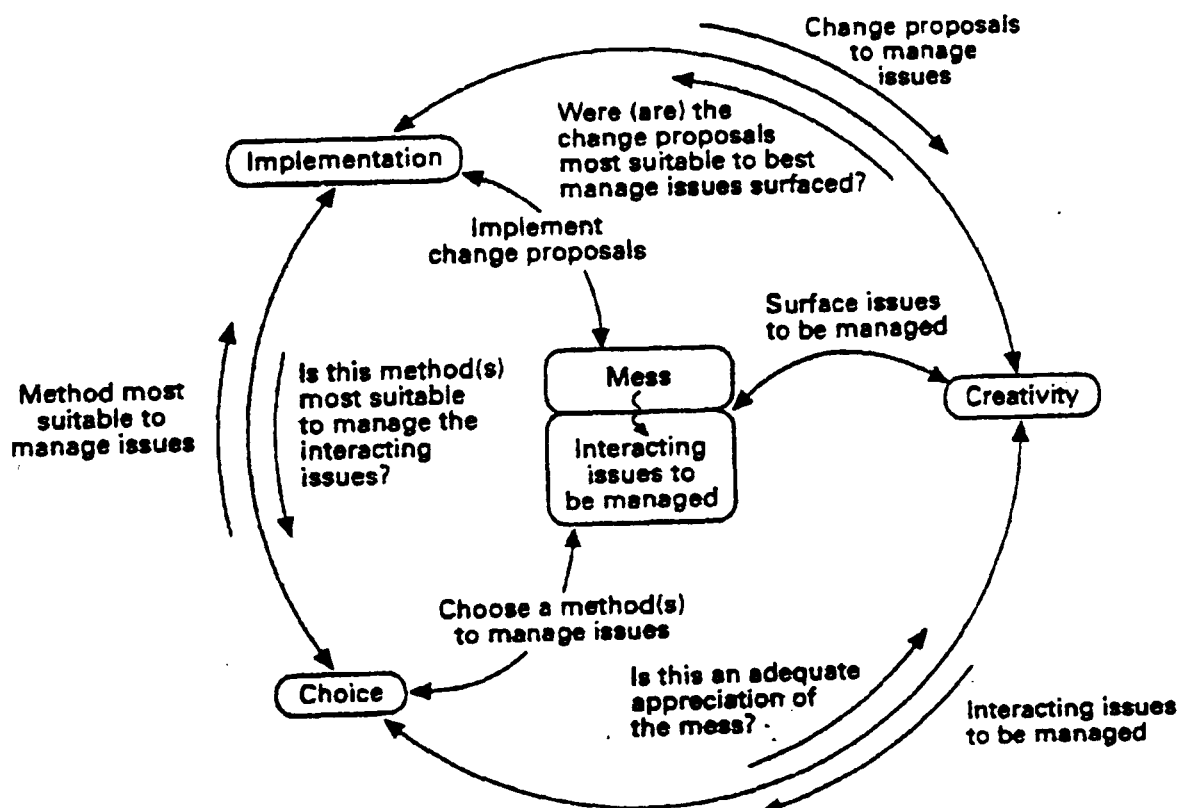 Change proposals
to manage
issues
Were (are) the
change proposals
most suitable to best
manage issues surfaced?
Implementation
Implement
change proposals
Surface issues
to be managed
Mess
Creativity
Interacting
issues to
be managed
Method most
suitable to
manage issues
Is this method(s)
most suitable
to manage the
interacting
issues?
Choose a method(s)
to manage issues
Choice
Is this an adequate
appreciation of
the mess?
Interacting issues
to be managed